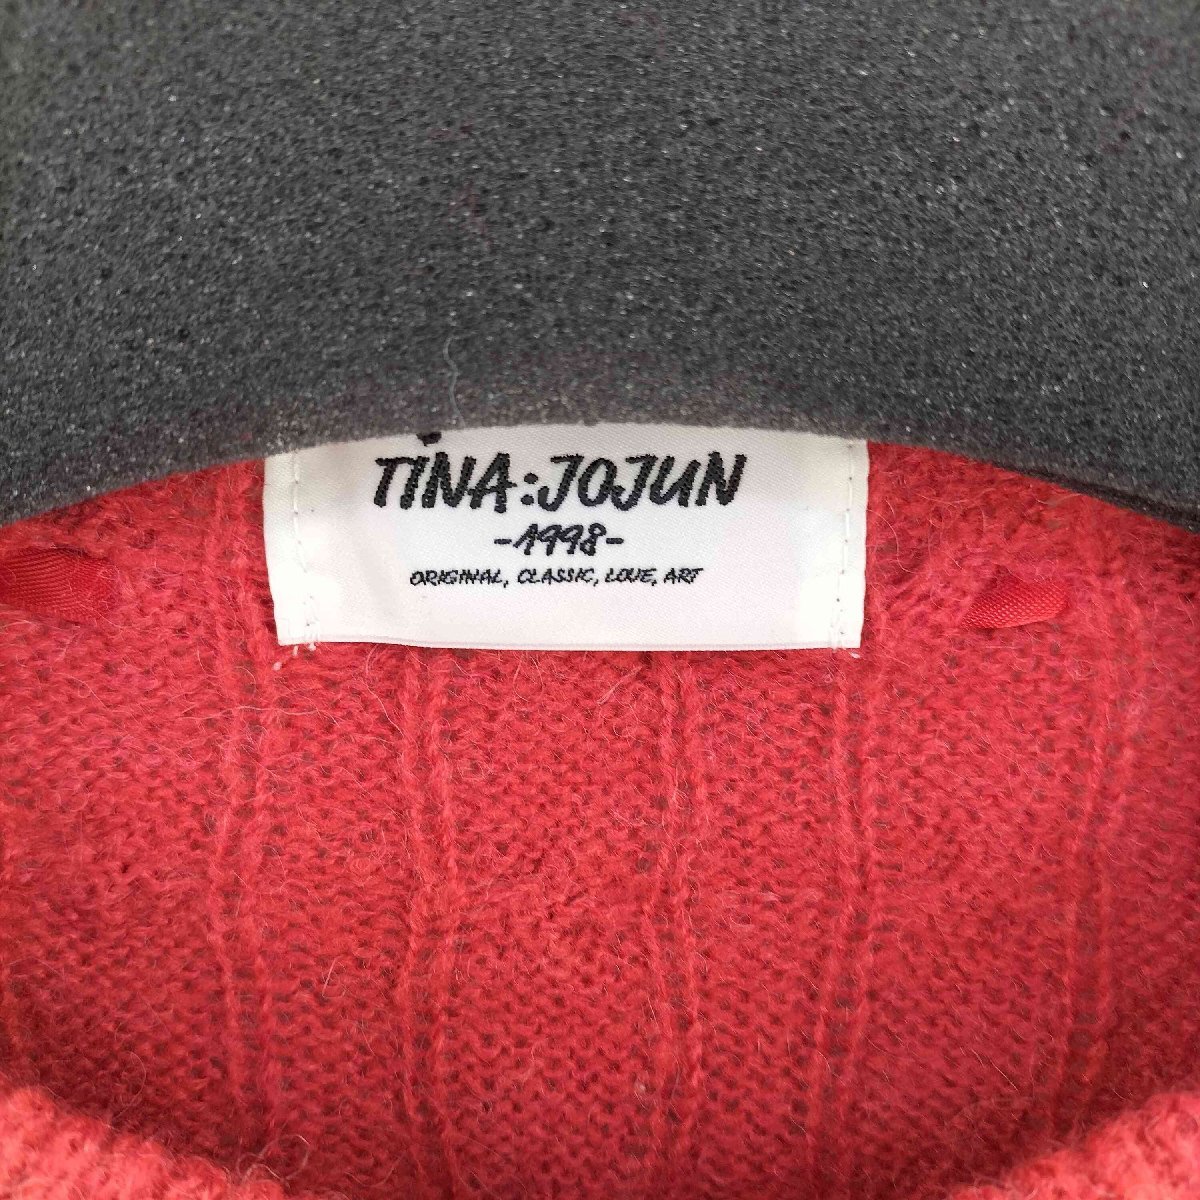 TINA:JOJUN
-1998-
ORIGINAL, CLASSIC, LOVE, ART